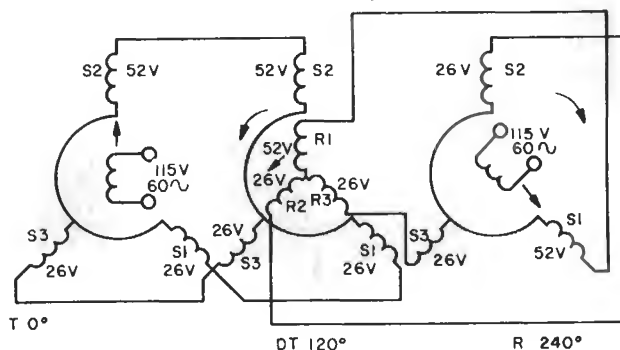 S2 52V 52V S2 26V S2
R1
115V 60∿ 52V 115V 60∿
26V 26V
R2 R3
S3 S1 26V S3 S1
26V 26V S3 S1 26V 26V 52V
T 0° DT 120° R 240°